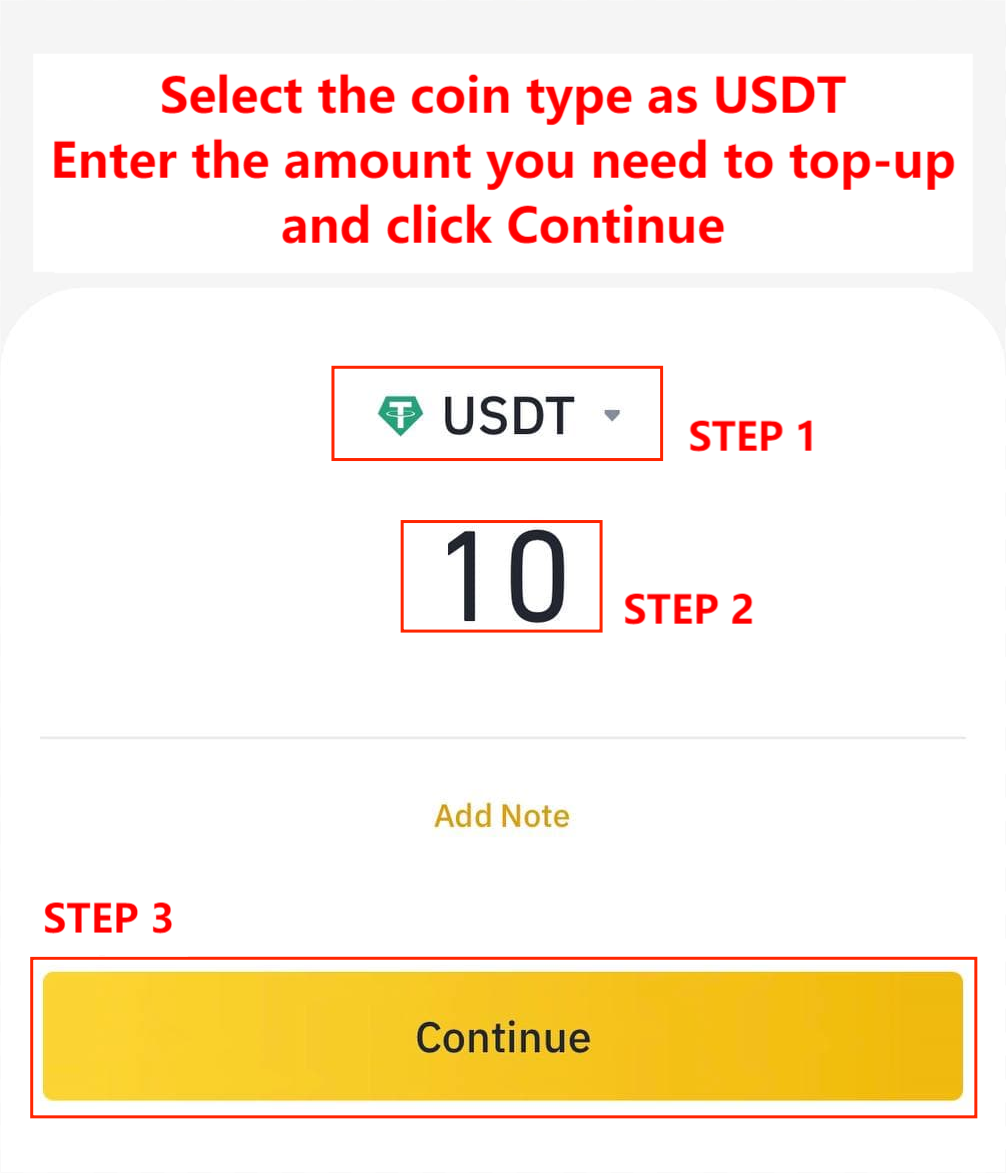 Select the coin type as USDT
Enter the amount you need to top-up
and click Continue
USDT
STEP 1
10
STEP 2
Add Note
STEP 3
Continue